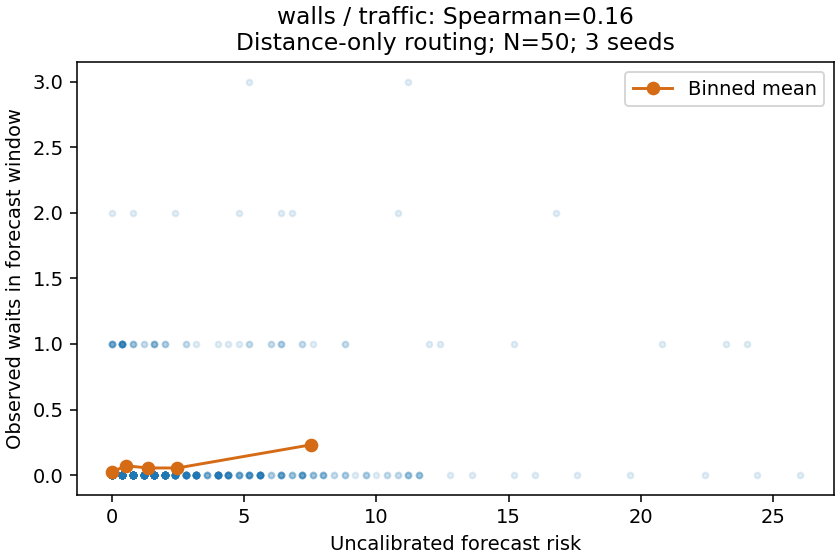 walls / traffic: Spearman=0.16
Distance-only routing; N=50; 3 seeds
Observed waits in forecast window
3.0
2.5
2.0
1.5
1.0
0.5
0.0
Binned mean
0 5 10 15 20 25
Uncalibrated forecast risk